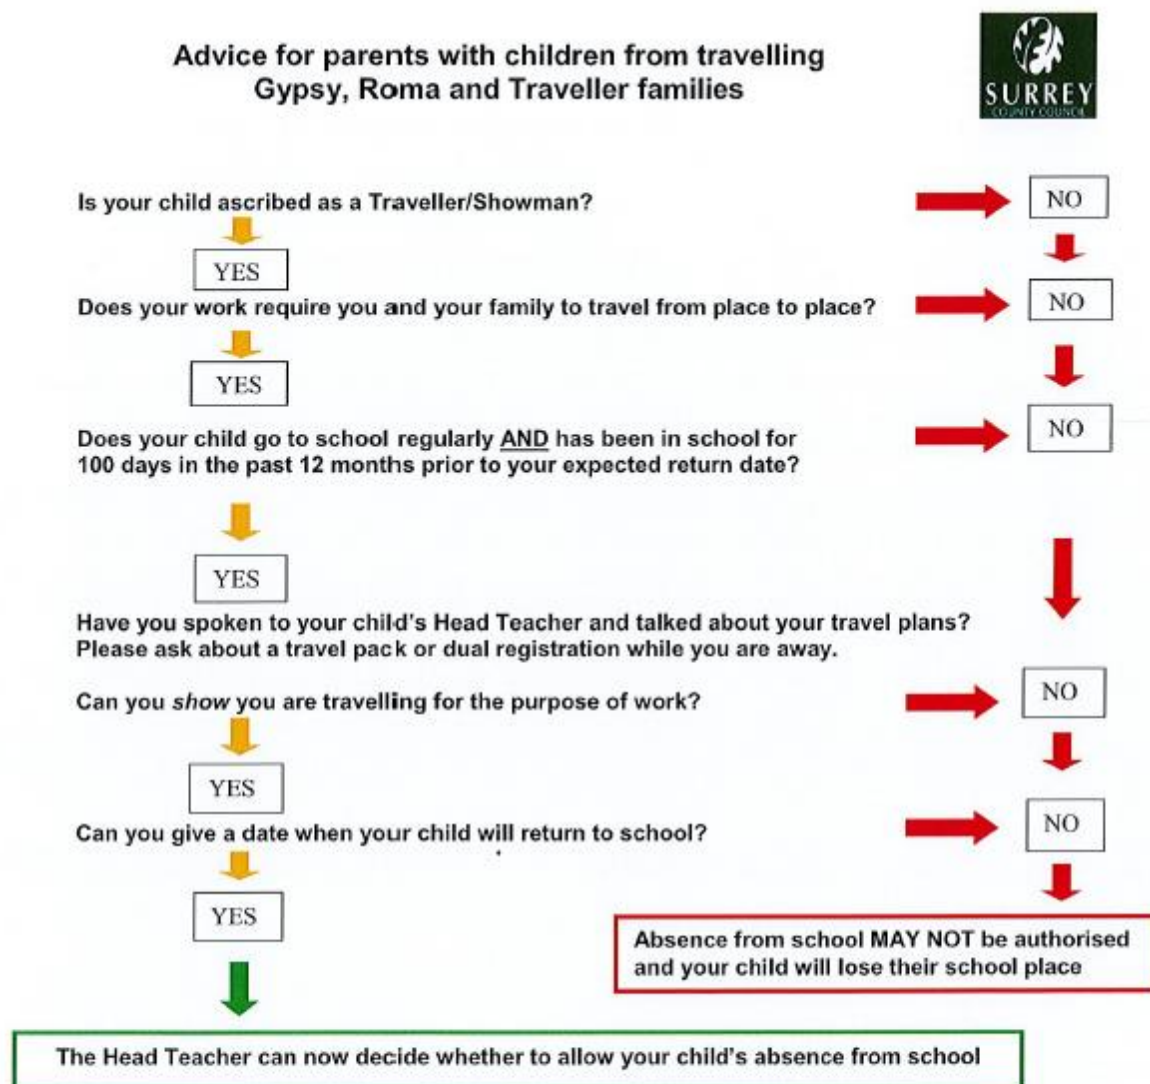 Advice for parents with children from travelling
Gypsy, Roma and Traveller families
SURREY
COUNTY COUNCIL
Is your child ascribed as a Traveller/Showman?
NO
YES
Does your work require you and your family to travel from place to place?
NO
YES
Does your child go to school regularly AND has been in school for
100 days in the past 12 months prior to your expected return date?
NO
YES
Have you spoken to your child's Head Teacher and talked about your travel plans?
Please ask about a travel pack or dual registration while you are away.
Can you show you are travelling for the purpose of work?
NO
YES
Can you give a date when your child will return to school?
NO
YES
Absence from school MAY NOT be authorised
and your child will lose their school place
The Head Teacher can now decide whether to allow your child's absence from school